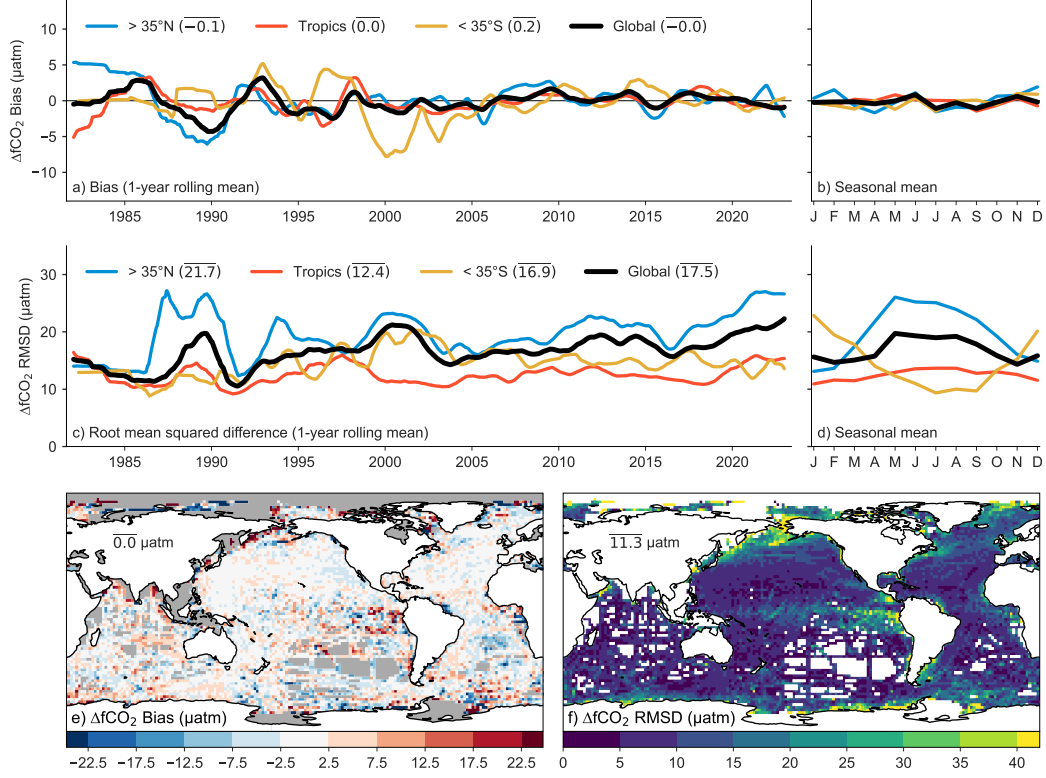 > 35°N (−0.1) Tropics (0.0) < 35°S (0.2) Global (−0.0)
ΔfCO₂ Bias (µatm)
10
5
0
−5
−10
a) Bias (1-year rolling mean)
1985 1990 1995 2000 2005 2010 2015 2020
b) Seasonal mean
J F M A M J J A S O N D
> 35°N (21.7) Tropics (12.4) < 35°S (16.9) Global (17.5)
ΔfCO₂ RMSD (µatm)
30
20
10
0
c) Root mean squared difference (1-year rolling mean)
1985 1990 1995 2000 2005 2010 2015 2020
d) Seasonal mean
J F M A M J J A S O N D
0.0 µatm
e) ΔfCO₂ Bias (µatm)
−22.5 −17.5 −12.5 −7.5 −2.5 2.5 7.5 12.5 17.5 22.5
11.3 µatm
f) ΔfCO₂ RMSD (µatm)
0 5 10 15 20 25 30 35 40